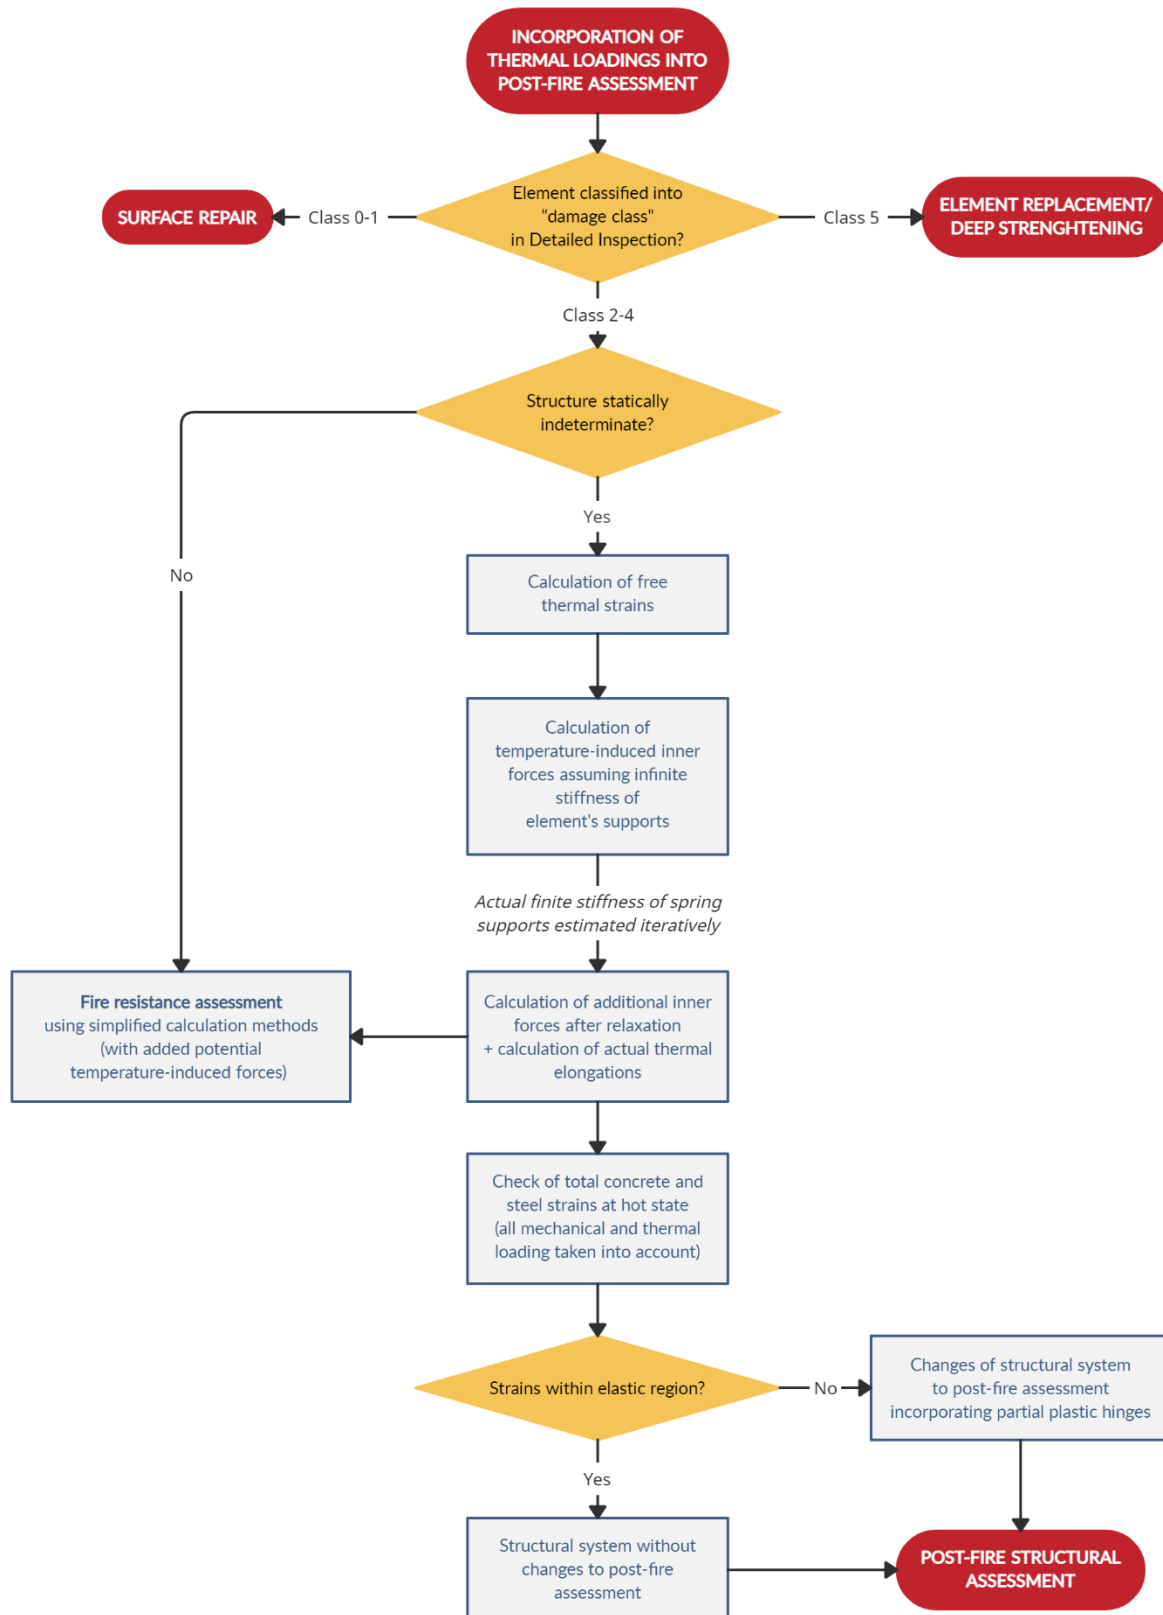 INCORPORATION OF
THERMAL LOADINGS INTO
POST-FIRE ASSESSMENT
Element classified into
"damage class"
in Detailed Inspection?
SURFACE REPAIR
Class 0-1
Class 5
ELEMENT REPLACEMENT/
DEEP STRENGHTENING
Class 2-4
Structure statically
indeterminate?
Yes
No
Calculation of free
thermal strains
Calculation of
temperature-induced inner
forces assuming infinite
stiffness of
element's supports
Actual finite stiffness of spring
supports estimated iteratively
Fire resistance assessment
using simplified calculation methods
(with added potential
temperature-induced forces)
Calculation of additional inner
forces after relaxation
+ calculation of actual thermal
elongations
Check of total concrete and
steel strains at hot state
(all mechanical and thermal
loading taken into account)
Strains within elastic region?
No
Changes of structural system
to post-fire assessment
incorporating partial plastic hinges
Yes
Structural system without
changes to post-fire
assessment
POST-FIRE STRUCTURAL
ASSESSMENT